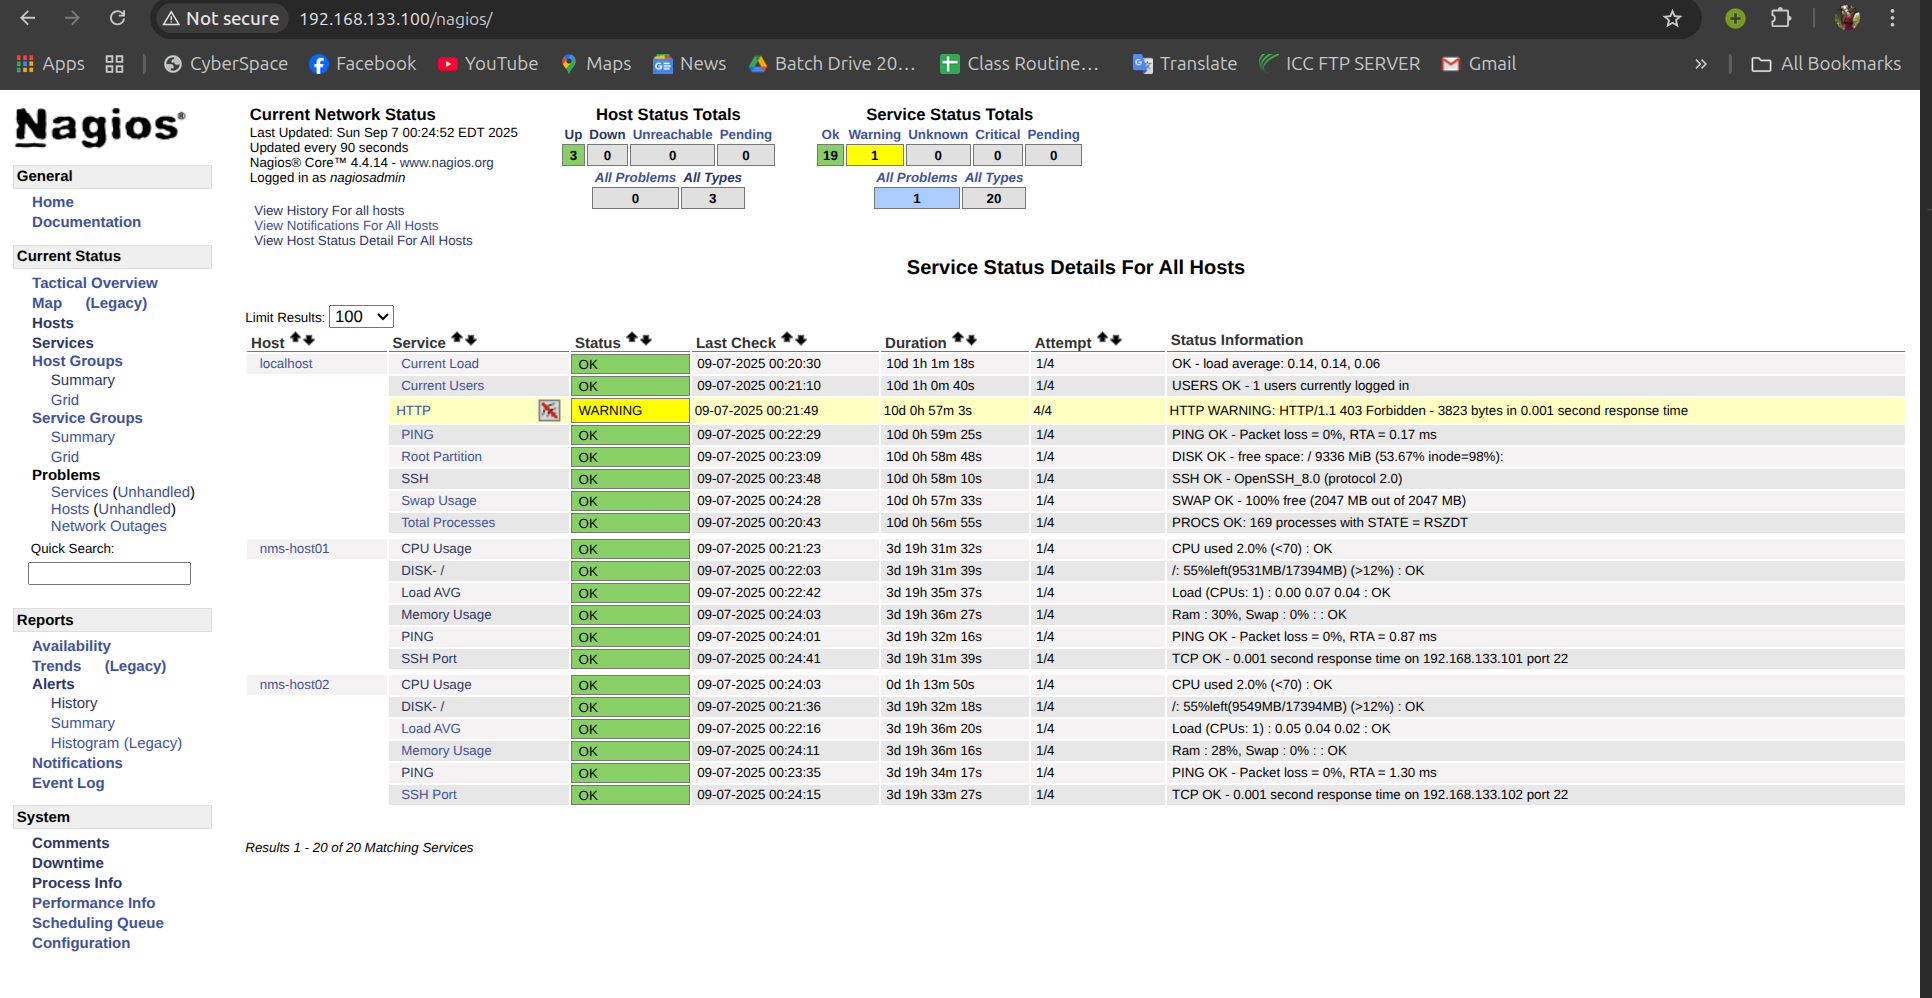 Not secure 192.168.133.100/nagios/
Apps CyberSpace Facebook YouTube Maps News Batch Drive 20... Class Routine... Translate ICC FTP SERVER Gmail » All Bookmarks
Nagios®
General
Home
Documentation
Current Status
Tactical Overview
Map (Legacy)
Hosts
Services
Host Groups
Summary
Grid
Service Groups
Summary
Grid
Problems
Services (Unhandled)
Hosts (Unhandled)
Network Outages
Quick Search:
Reports
Availability
Trends (Legacy)
Alerts
History
Summary
Histogram (Legacy)
Notifications
Event Log
System
Comments
Downtime
Process Info
Performance Info
Scheduling Queue
Configuration
Current Network Status
Last Updated: Sun Sep 7 00:24:52 EDT 2025
Updated every 90 seconds
Nagios® Core™ 4.4.14 - www.nagios.org
Logged in as nagiosadmin
View History For all hosts
View Notifications For All Hosts
View Host Status Detail For All Hosts
Host Status Totals
Up Down Unreachable Pending
3 0 0 0
All Problems All Types
0 3
Service Status Totals
Ok Warning Unknown Critical Pending
19 1 0 0 0
All Problems All Types
1 20
Service Status Details For All Hosts
Limit Results: 100
Host Service Status Last Check Duration Attempt Status Information
localhost Current Load OK 09-07-2025 00:20:30 10d 1h 1m 18s 1/4 OK - load average: 0.14, 0.14, 0.06
Current Users OK 09-07-2025 00:21:10 10d 1h 0m 40s 1/4 USERS OK - 1 users currently logged in
HTTP WARNING 09-07-2025 00:21:49 10d 0h 57m 3s 4/4 HTTP WARNING: HTTP/1.1 403 Forbidden - 3823 bytes in 0.001 second response time
PING OK 09-07-2025 00:22:29 10d 0h 59m 25s 1/4 PING OK - Packet loss = 0%, RTA = 0.17 ms
Root Partition OK 09-07-2025 00:23:09 10d 0h 58m 48s 1/4 DISK OK - free space: / 9336 MiB (53.67% inode=98%):
SSH OK 09-07-2025 00:23:48 10d 0h 58m 10s 1/4 SSH OK - OpenSSH_8.0 (protocol 2.0)
Swap Usage OK 09-07-2025 00:24:28 10d 0h 57m 33s 1/4 SWAP OK - 100% free (2047 MB out of 2047 MB)
Total Processes OK 09-07-2025 00:20:43 10d 0h 56m 55s 1/4 PROCS OK: 169 processes with STATE = RSZDT
nms-host01 CPU Usage OK 09-07-2025 00:21:23 3d 19h 31m 32s 1/4 CPU used 2.0% (<70) : OK
DISK- / OK 09-07-2025 00:22:03 3d 19h 31m 39s 1/4 /: 55%left(9531MB/17394MB) (>12%) : OK
Load AVG OK 09-07-2025 00:22:42 3d 19h 35m 37s 1/4 Load (CPUs: 1) : 0.00 0.07 0.04 : OK
Memory Usage OK 09-07-2025 00:24:03 3d 19h 36m 27s 1/4 Ram : 30%, Swap : 0% : : OK
PING OK 09-07-2025 00:24:01 3d 19h 32m 16s 1/4 PING OK - Packet loss = 0%, RTA = 0.87 ms
SSH Port OK 09-07-2025 00:24:41 3d 19h 31m 39s 1/4 TCP OK - 0.001 second response time on 192.168.133.101 port 22
nms-host02 CPU Usage OK 09-07-2025 00:24:03 0d 1h 13m 50s 1/4 CPU used 2.0% (<70) : OK
DISK- / OK 09-07-2025 00:21:36 3d 19h 32m 18s 1/4 /: 55%left(9549MB/17394MB) (>12%) : OK
Load AVG OK 09-07-2025 00:22:16 3d 19h 36m 20s 1/4 Load (CPUs: 1) : 0.05 0.04 0.02 : OK
Memory Usage OK 09-07-2025 00:24:11 3d 19h 36m 16s 1/4 Ram : 28%, Swap : 0% : : OK
PING OK 09-07-2025 00:23:35 3d 19h 34m 17s 1/4 PING OK - Packet loss = 0%, RTA = 1.30 ms
SSH Port OK 09-07-2025 00:24:15 3d 19h 33m 27s 1/4 TCP OK - 0.001 second response time on 192.168.133.102 port 22
Results 1 - 20 of 20 Matching Services